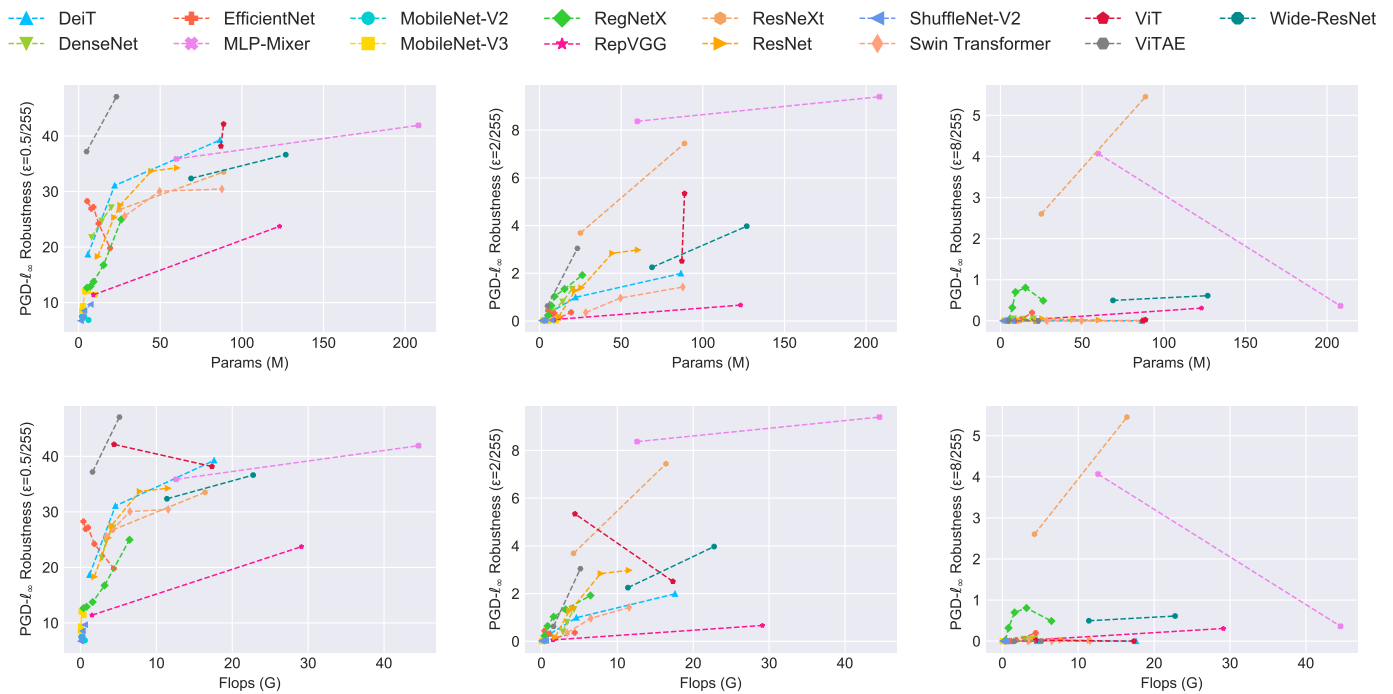 DeiT EfficientNet MobileNet-V2 RegNetX ResNeXt ShuffleNet-V2 ViT Wide-ResNet
DenseNet MLP-Mixer MobileNet-V3 RepVGG ResNet Swin Transformer ViTAE
PGD-ℓ∞ Robustness (ε=0.5/255)
40
30
20
10
0 50 100 150 200
Params (M)
PGD-ℓ∞ Robustness (ε=2/255)
8
6
4
2
0
0 50 100 150 200
Params (M)
PGD-ℓ∞ Robustness (ε=8/255)
5
4
3
2
1
0
0 50 100 150 200
Params (M)
PGD-ℓ∞ Robustness (ε=0.5/255)
40
30
20
10
0 10 20 30 40
Flops (G)
PGD-ℓ∞ Robustness (ε=2/255)
8
6
4
2
0
0 10 20 30 40
Flops (G)
PGD-ℓ∞ Robustness (ε=8/255)
5
4
3
2
1
0
0 10 20 30 40
Flops (G)